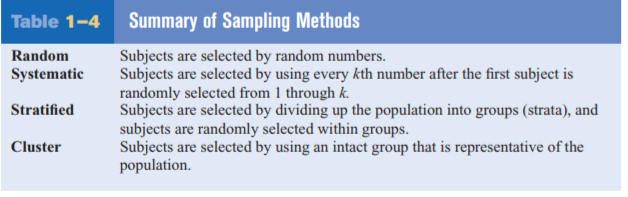 Table 1–4 Summary of Sampling Methods
Random Subjects are selected by random numbers.
Systematic Subjects are selected by using every kth number after the first subject is
randomly selected from 1 through k.
Stratified Subjects are selected by dividing up the population into groups (strata), and
subjects are randomly selected within groups.
Cluster Subjects are selected by using an intact group that is representative of the
population.